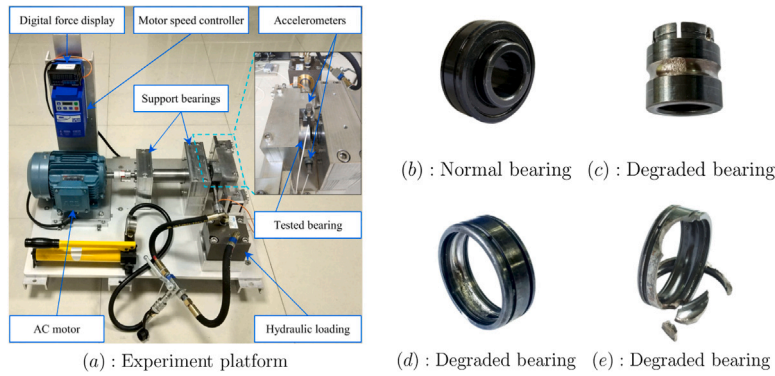 Digital force display
Motor speed controller
Accelerometers
Support bearings
Tested bearing
AC motor
Hydraulic loading
(a) : Experiment platform
(b) : Normal bearing
(c) : Degraded bearing
(d) : Degraded bearing
(e) : Degraded bearing